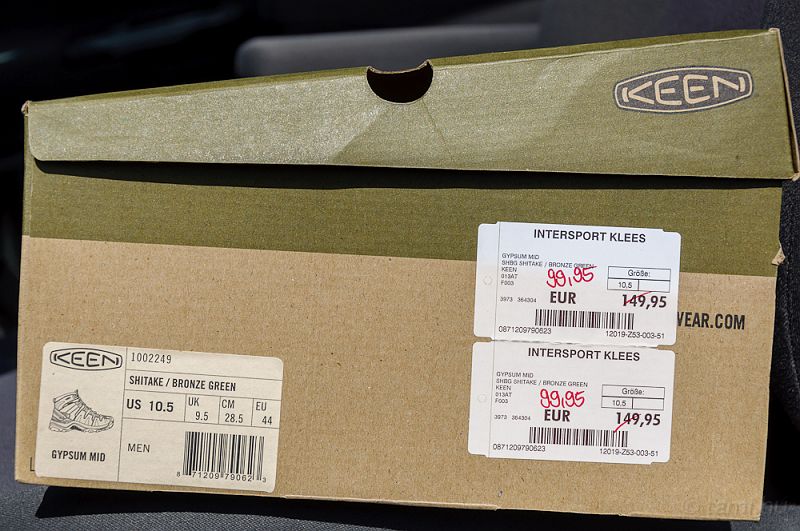 KEEN
INTERSPORT KLEES
GYPSUM MID
SHBG SHITAKE / BRONZE GREEN
KEEN
013AT
F003
99,95
Größe:
10,5
3973 364304
EUR
149,95
0871209790623
12019-Z53-003-51
WEAR.COM
INTERSPORT KLEES
GYPSUM MID
SHBG SHITAKE / BRONZE GREEN
KEEN
013AT
F003
99,95
Größe:
10,5
3973 364304
EUR
149,95
0871209790623
12019-Z53-003-51
KEEN
1002249
SHITAKE / BRONZE GREEN
US 10.5
UK 9.5
CM 28.5
EU 44
GYPSUM MID
MEN
8 71209 79062 3